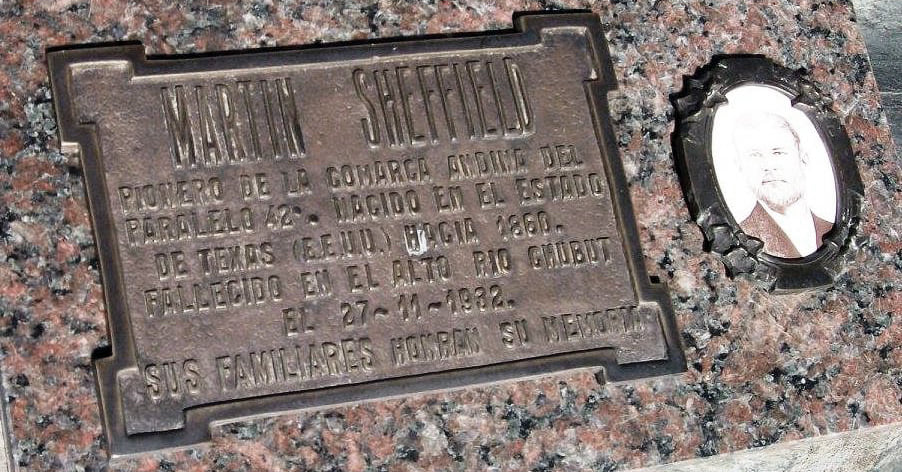 MARTIN SHEFFIELD
PIONERO DE LA COMARCA ANDINA DEL
PARALELO 42°. NACIDO EN EL ESTADO
DE TEXAS (E.E.U.U.) HACIA 1860.
FALLECIDO EN EL ALTO RIO CHUBUT
EL 27-11-1932.
SUS FAMILIARES HONRAN SU MEMORIA